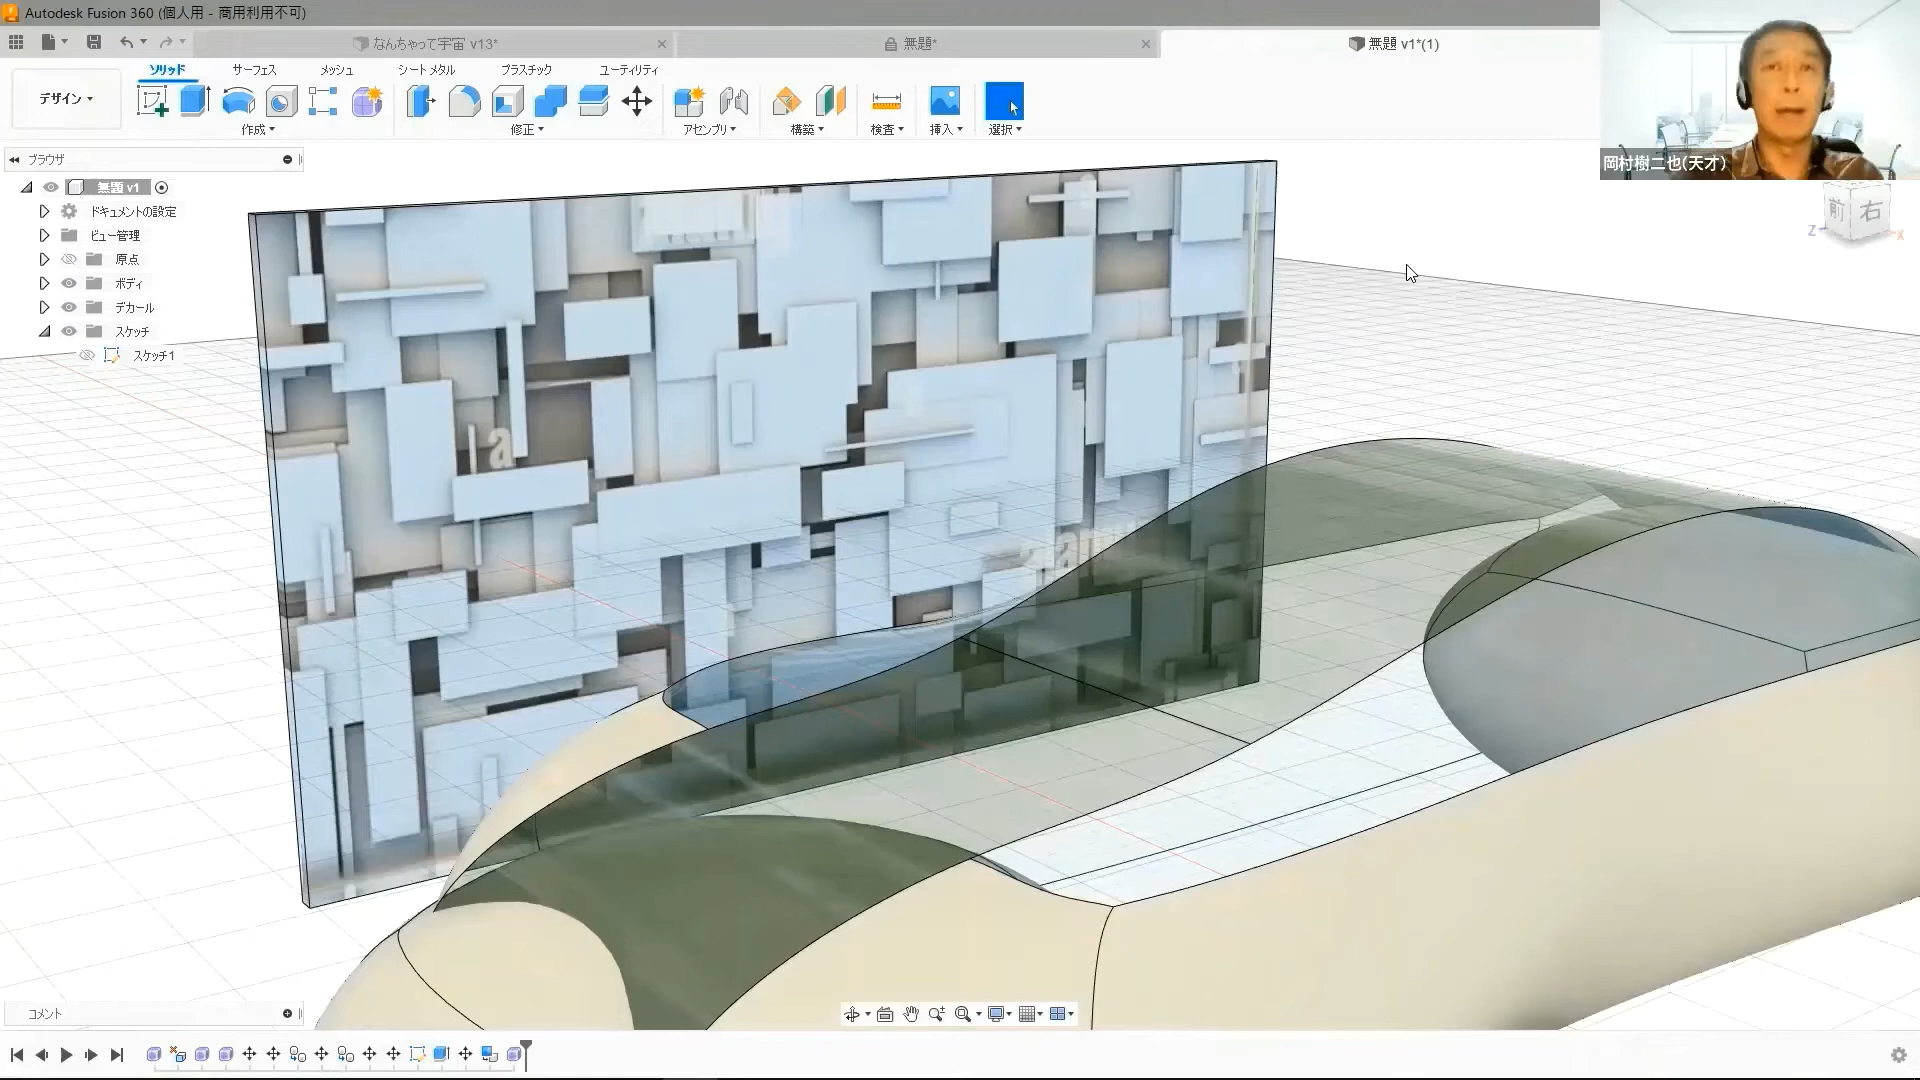 Autodesk Fusion 360 (個人用 - 商用利用不可)
なんちゃって宇宙 v13*
無題*
無題 v1*(1)
デザイン
ソリッド
サーフェス
メッシュ
シート メタル
プラスチック
ユーティリティ
作成
修正
アセンブリ
構築
検査
挿入
選択
岡村樹二也(天才)
ブラウザ
無題 v1
ドキュメントの設定
ビュー管理
原点
ボディ
デカール
スケッチ
スケッチ1
前
右
Z
X
a
コメント